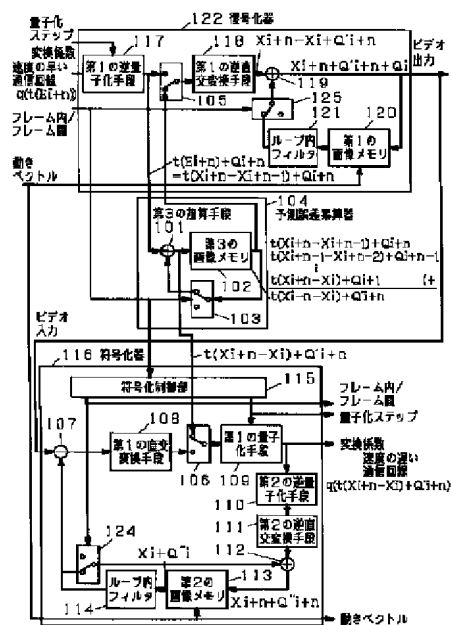 122 復号化器
量子化
ステップ
117
118
Xi+n-Xi+Q'i+n
変換係数
速度の早い
通信回線
q(t(Ei+n))
第1の逆量
子化手段
第1の逆直
交変換手段
Xi+n+Q'i+n+Qi
ビデオ
出力
119
105
125
121
120
フレーム内/
フレーム間
ループ内
フィルタ
第1の
画像メモリ
動き
ベクトル
t(Ei+n)+Qi+n
=t(Xi+n-Xi+n-1)+Qi+n
104
予測誤差累算器
第3の演算手段
101
第3の
画像メモリ
102
103
t(Xi+n-Xi+n-1)+Qi+n
t(Xi+n-1-Xi+n-2)+Qi+n-1
t(Xi+n-Xi)+Qi+1 (+
t(Xi+n-Xi)+Q'i+n
ビデオ
入力
116 符号化器
t(Xi+n-Xi)+Q'i+n
符号化制御部
115
フレーム内/
フレーム間
量子化ステップ
107
108
第1の直交
変換手段
106
第1の量子
化手段
109
変換係数
速度の遅い
通信回線
q(t(Xi+n-Xi)+Q'i+n)
110
第2の逆量
子化手段
111
第2の逆直
交変換手段
112
124
Xi+Q"i
113
ループ内
フィルタ
第2の
画像メモリ
114
Xi+n+Q"i+n
動きベクトル